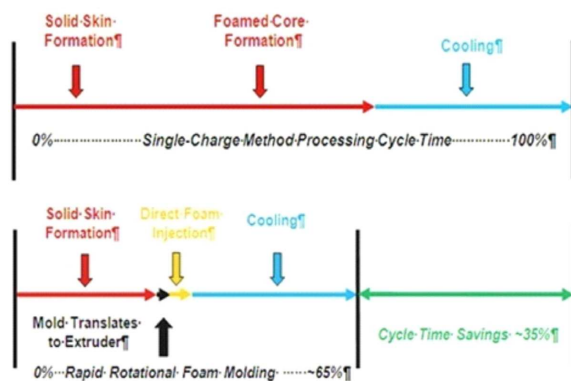 Solid·Skin·
Formation¶
Foamed·Core·
Formation¶
Cooling¶
0%·············Single·Charge·Method·Processing·Cycle·Time·············100%¶
Solid·Skin·
Formation¶
Direct·Foam·
Injection¶
Cooling¶
Mold·Translates·
to·Extruder¶
Cycle·Time·Savings·~35%¶
0%···Rapid·Rotational·Foam·Molding·······~65%¶